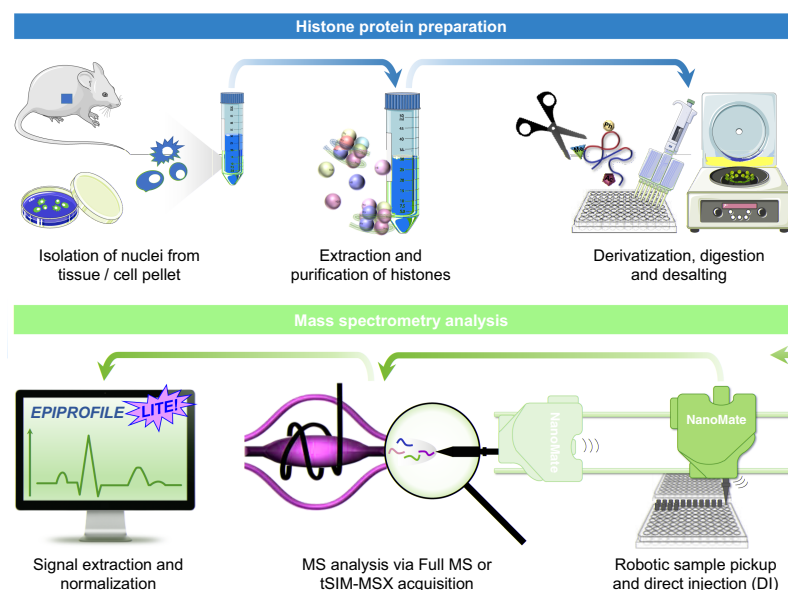 Histone protein preparation
Isolation of nuclei from
tissue / cell pellet
Extraction and
purification of histones
Derivatization, digestion
and desalting
Mass spectrometry analysis
EPIPROFILE
LITE!
NanoMate
NanoMate
Signal extraction and
normalization
MS analysis via Full MS or
tSIM-MSX acquisition
Robotic sample pickup
and direct injection (DI)